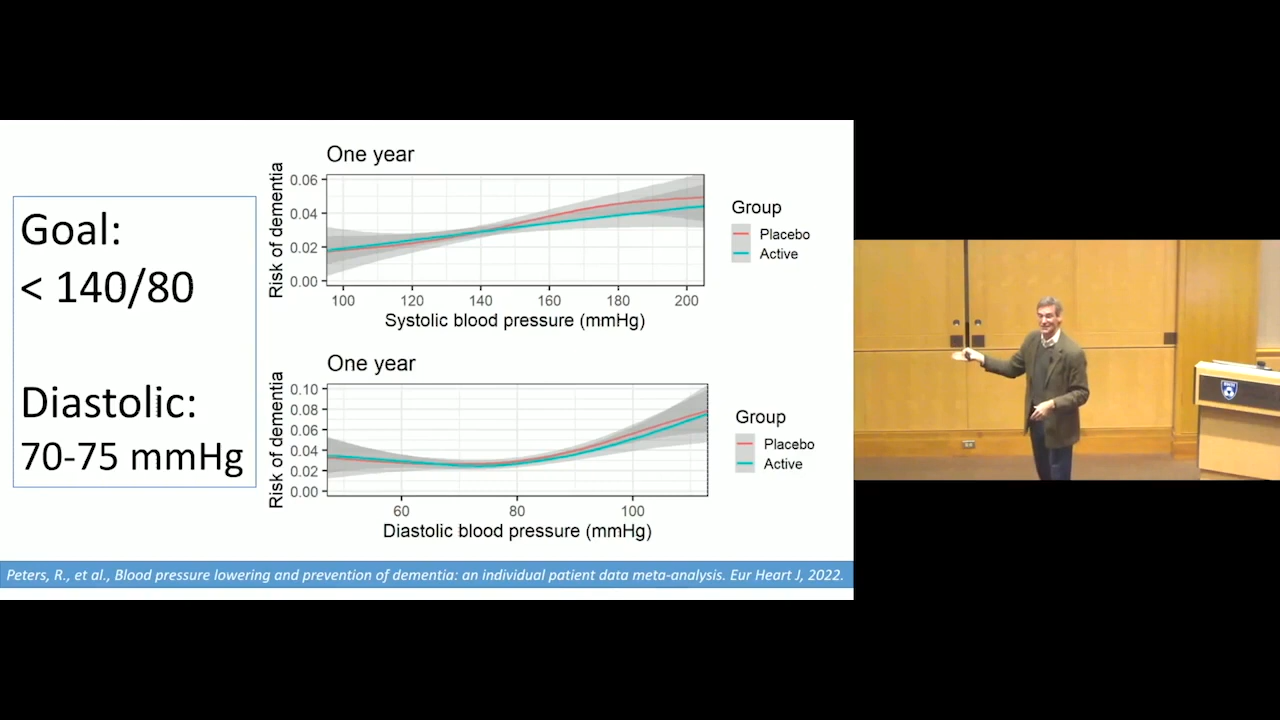 Goal:
< 140/80
Diastolic:
70-75 mmHg
One year
Risk of dementia
0.06
0.04
0.02
0.00
100 120 140 160 180 200
Systolic blood pressure (mmHg)
Group
Placebo
Active
One year
Risk of dementia
0.10
0.08
0.06
0.04
0.02
0.00
60 80 100
Diastolic blood pressure (mmHg)
Group
Placebo
Active
Peters, R., et al., Blood pressure lowering and prevention of dementia: an individual patient data meta-analysis. Eur Heart J, 2022.